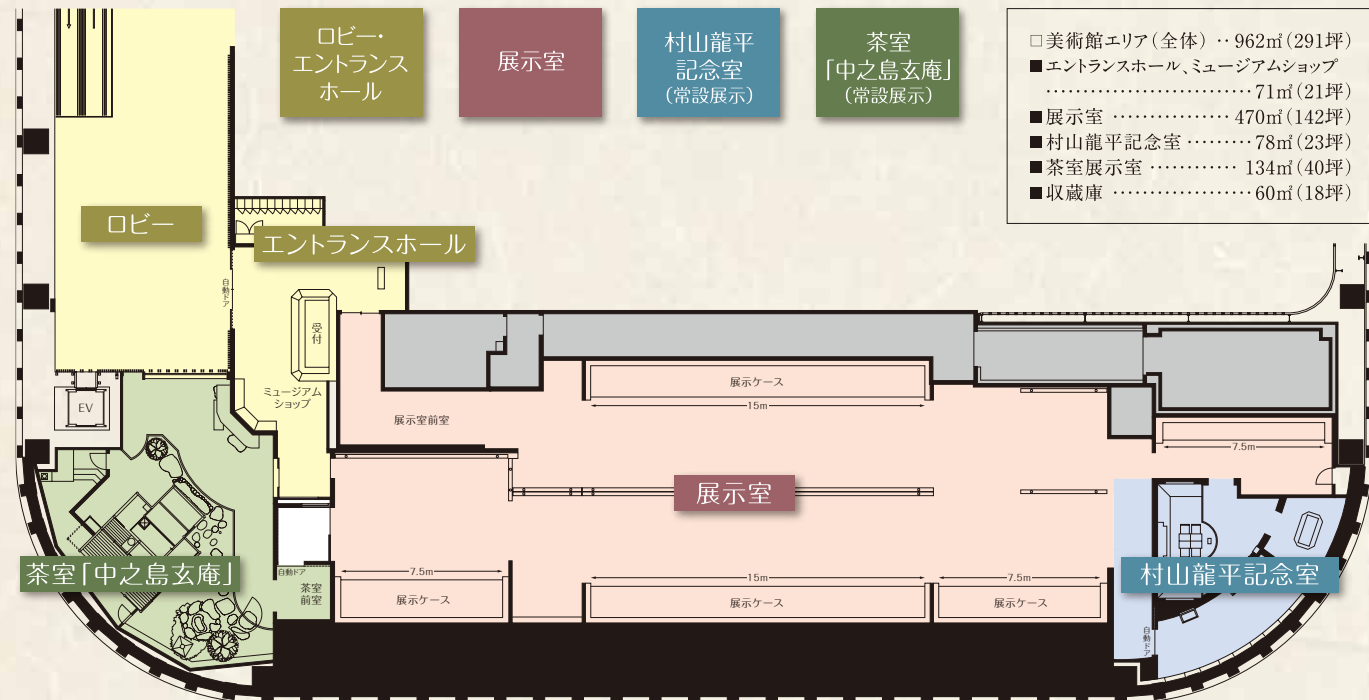 ロビー・
エントランス
ホール
展示室
村山龍平
記念室
(常設展示)
茶室
「中之島玄庵」
(常設展示)
□美術館エリア(全体) ‥962㎡(291坪)
■エントランスホール、ミュージアムショップ
‥‥‥‥‥‥‥‥‥‥‥‥‥71㎡(21坪)
■展示室 ‥‥‥‥‥‥‥470㎡(142坪)
■村山龍平記念室 ‥‥‥‥78㎡(23坪)
■茶室展示室 ‥‥‥‥‥134㎡(40坪)
■収蔵庫 ‥‥‥‥‥‥‥‥60㎡(18坪)
ロビー
エントランスホール
自動ドア
受付
ミュージアム
ショップ
EV
展示室前室
展示ケース
15m
7.5m
展示室
茶室「中之島玄庵」
自動ドア
茶室
前室
7.5m
展示ケース
15m
展示ケース
7.5m
展示ケース
村山龍平記念室
自動ドア